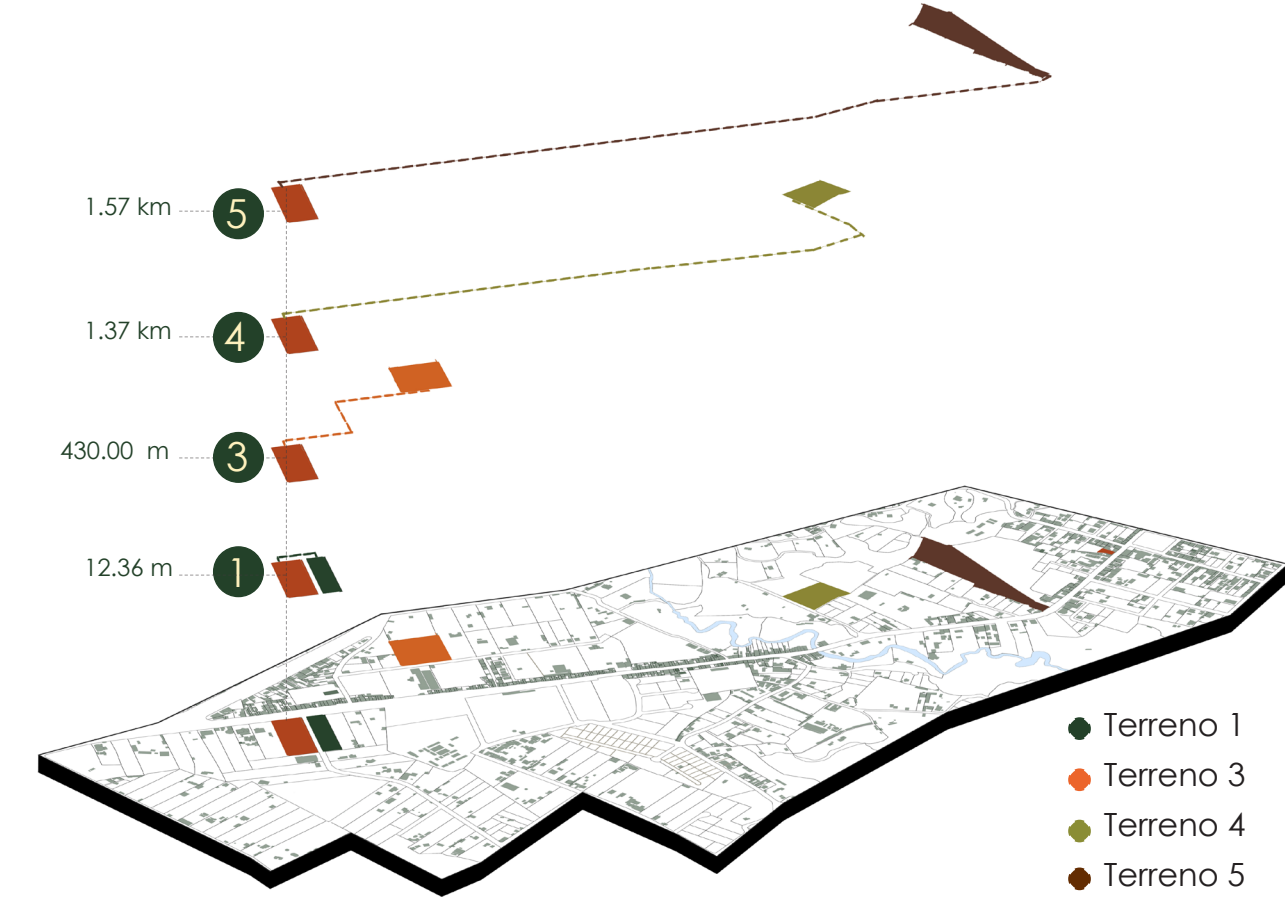 1.57 km 5
1.37 km 4
430.00 m 3
12.36 m 1
Terreno 1
Terreno 3
Terreno 4
Terreno 5